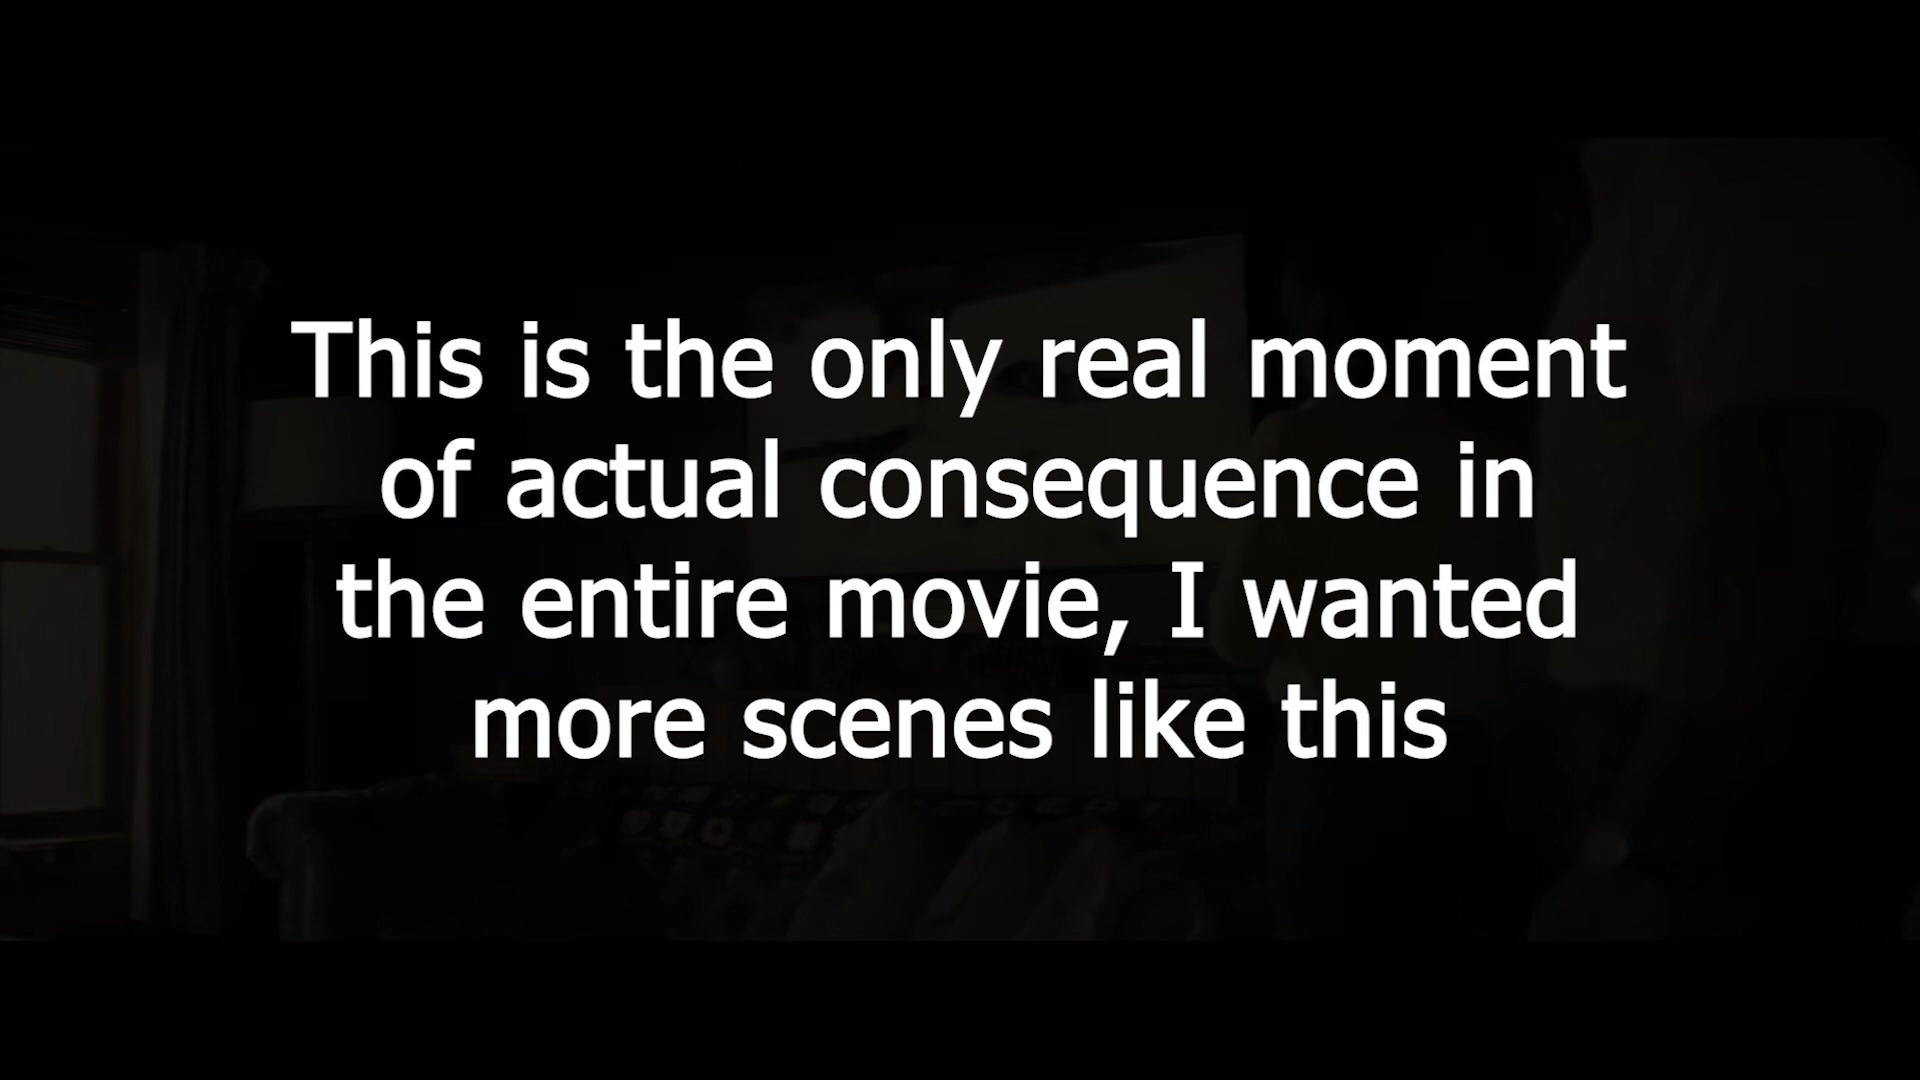 This is the only real moment
of actual consequence in
the entire movie, I wanted
more scenes like this